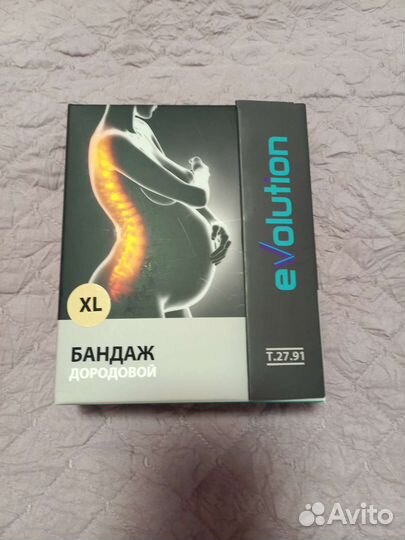 XL
БАНДАЖ
ДОРОДОВОЙ
evolution
T.27.91
Avito